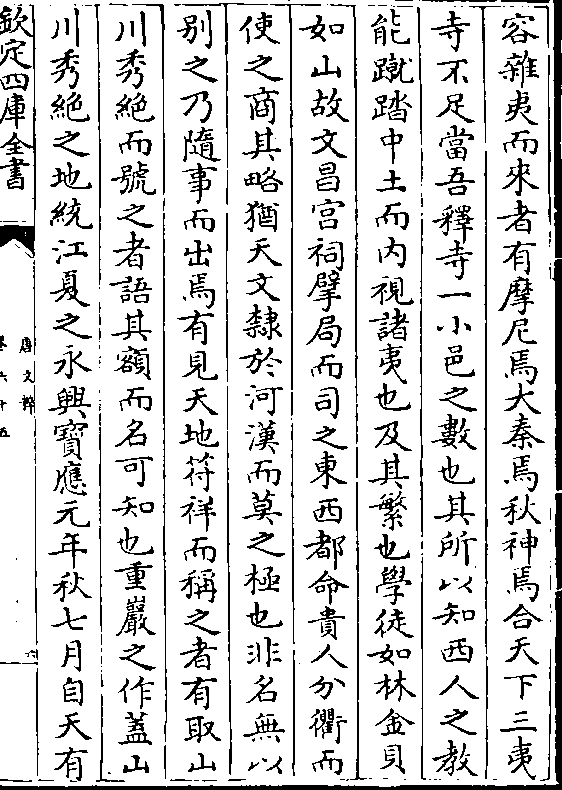 容雜夷而來者有摩尼焉大秦焉秋神焉合天下三夷
寺不足當吾釋寺一小邑之數也其所以知西人之教
能蹴踏中土而内視諸夷也及其繁也學徒如林金貝
如山故文昌宫祠擘局而司之東西都命貴人分衢而
使之商其略猶天文隸於河漢而莫之極也非名無以
别之乃隨事而出焉有見天地符祥而稱之者有取山
川秀絶而號之者語其額而名可知也重巖之作蓋山
川秀絶之地統江夏之永興寶應元年秋七月自天有
欽定四庫全書
唐文粹
卷六十五
六